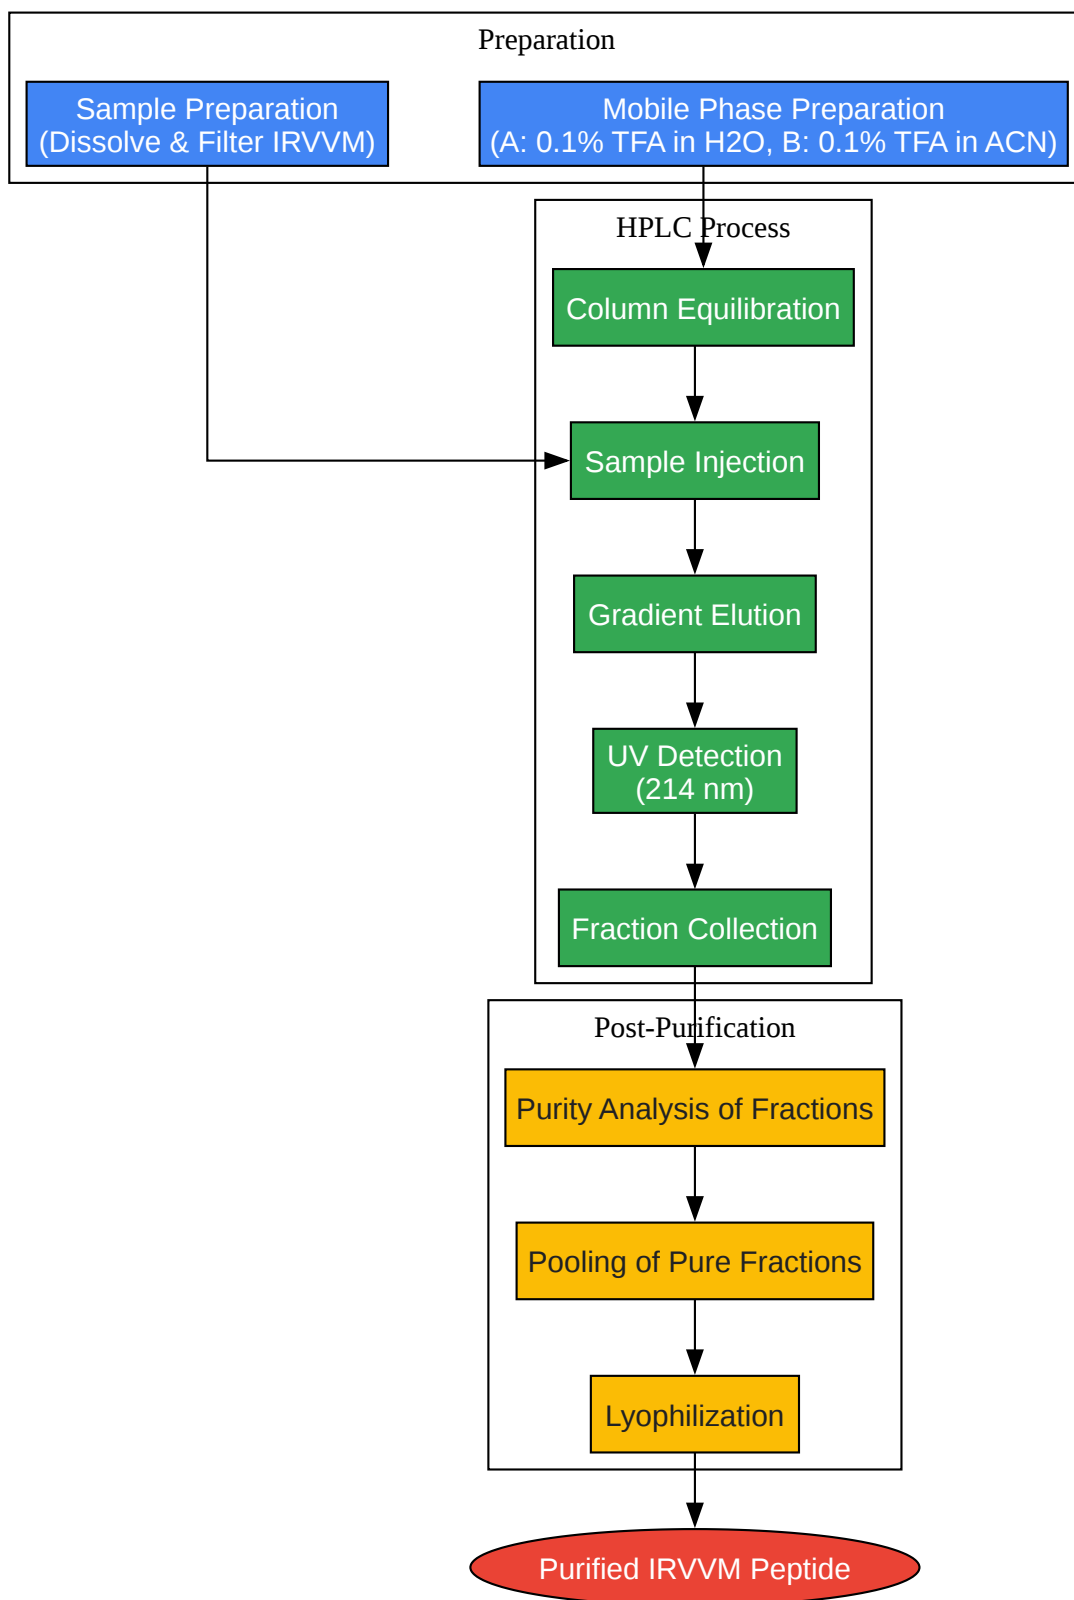 Preparation
Sample Preparation
(Dissolve & Filter IRVVM)
Mobile Phase Preparation
(A: 0.1% TFA in H2O, B: 0.1% TFA in ACN)
HPLC Process
Column Equilibration
Sample Injection
Gradient Elution
UV Detection
(214 nm)
Fraction Collection
Post-Purification
Purity Analysis of Fractions
Pooling of Pure Fractions
Lyophilization
Purified IRVVM Peptide